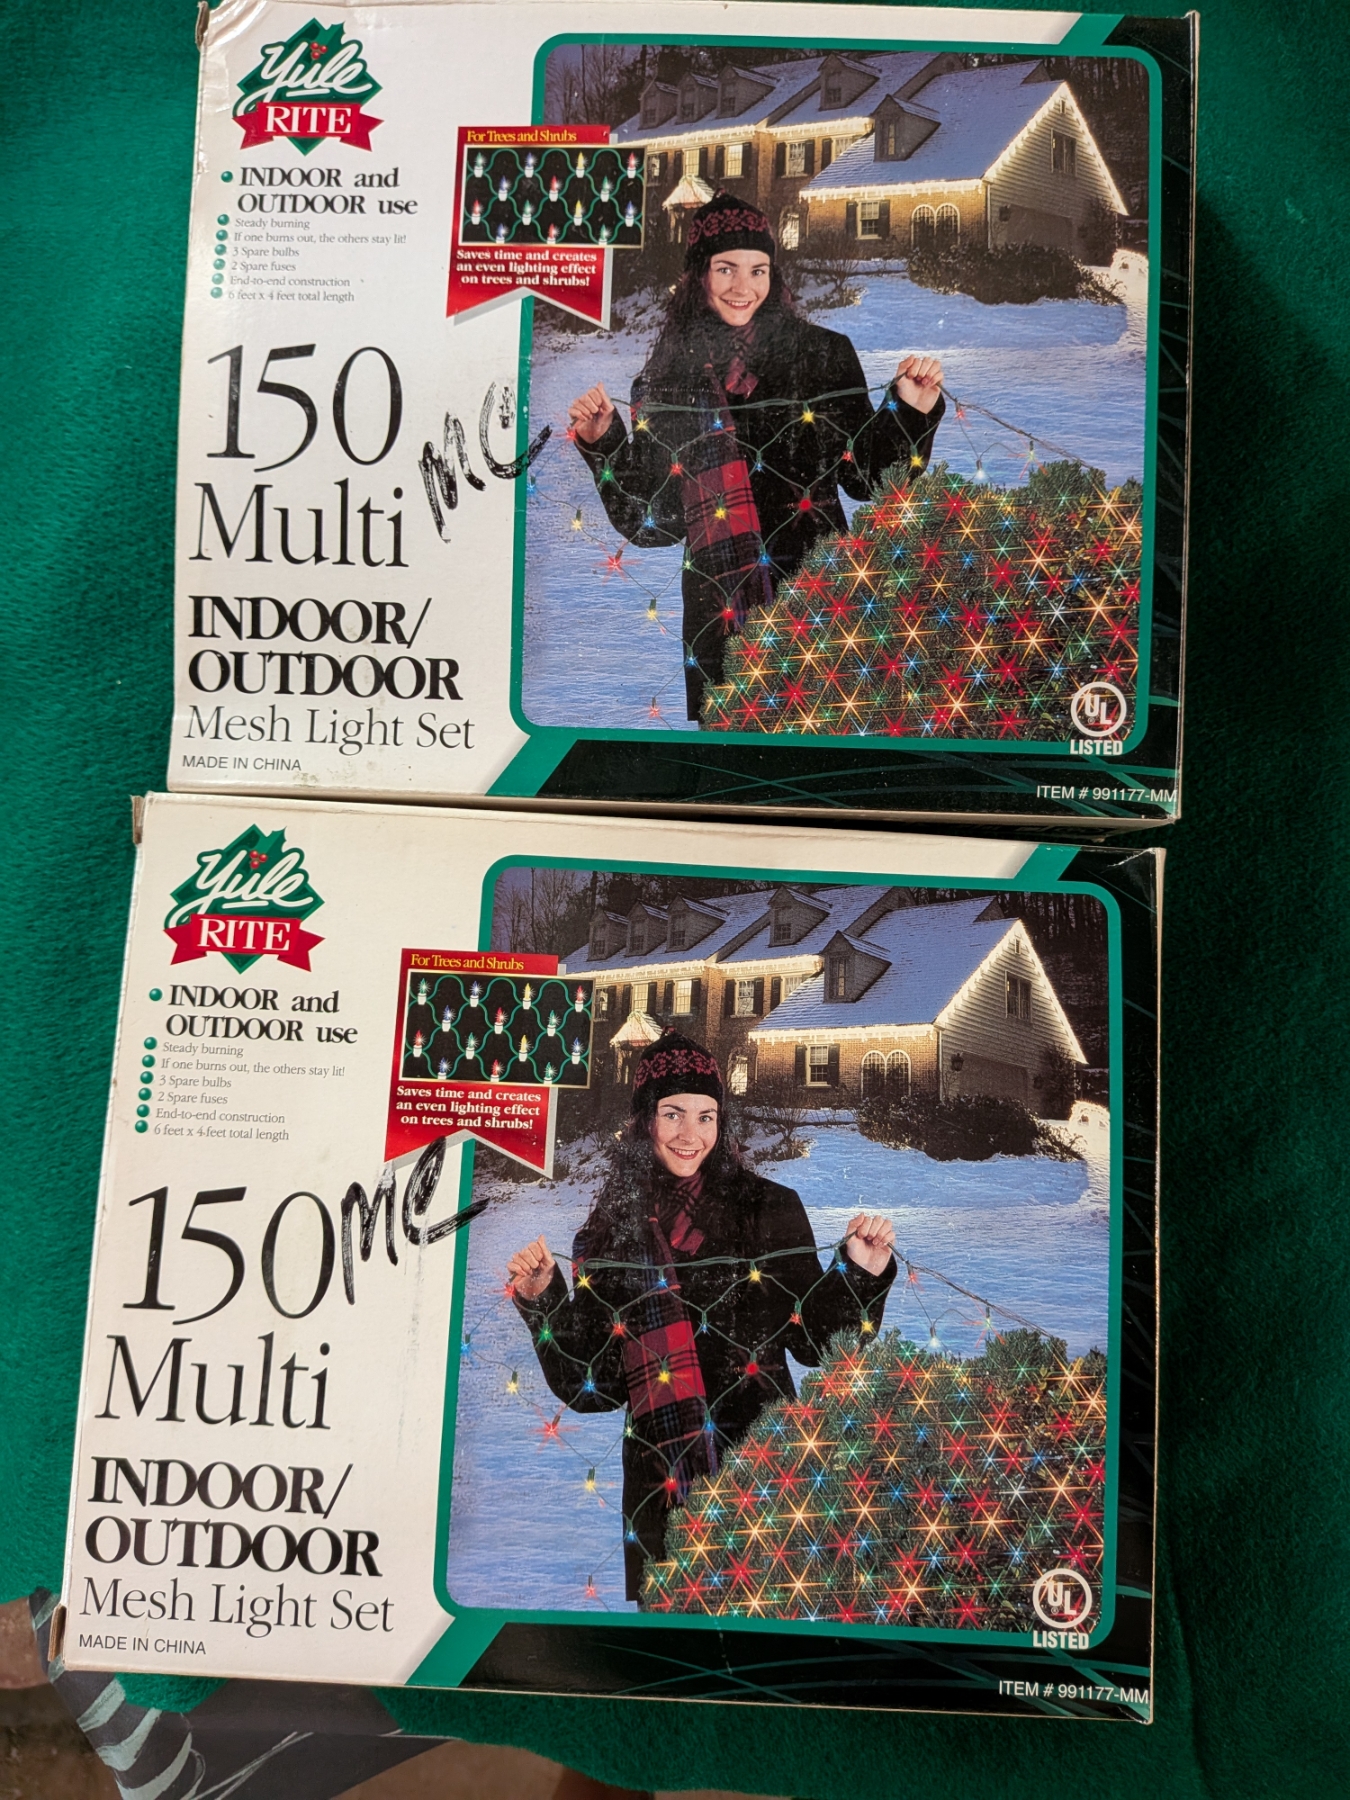 Yule
RITE
INDOOR and
OUTDOOR use
Steady burning
If one burns out, the others stay lit!
3 Spare bulbs
2 Spare fuses
End-to-end construction
6 feet x 4 feet total length
For Trees and Shrubs
Saves time and creates
an even lighting effect
on trees and shrubs!
150
Multi
MC
INDOOR/
OUTDOOR
Mesh Light Set
MADE IN CHINA
UL
LISTED
ITEM # 991177-MM
Yule
RITE
INDOOR and
OUTDOOR use
Steady burning
If one burns out, the others stay lit!
3 Spare bulbs
2 Spare fuses
End-to-end construction
6 feet x 4 feet total length
For Trees and Shrubs
Saves time and creates
an even lighting effect
on trees and shrubs!
150
MC
Multi
INDOOR/
OUTDOOR
Mesh Light Set
MADE IN CHINA
UL
LISTED
ITEM # 991177-MM